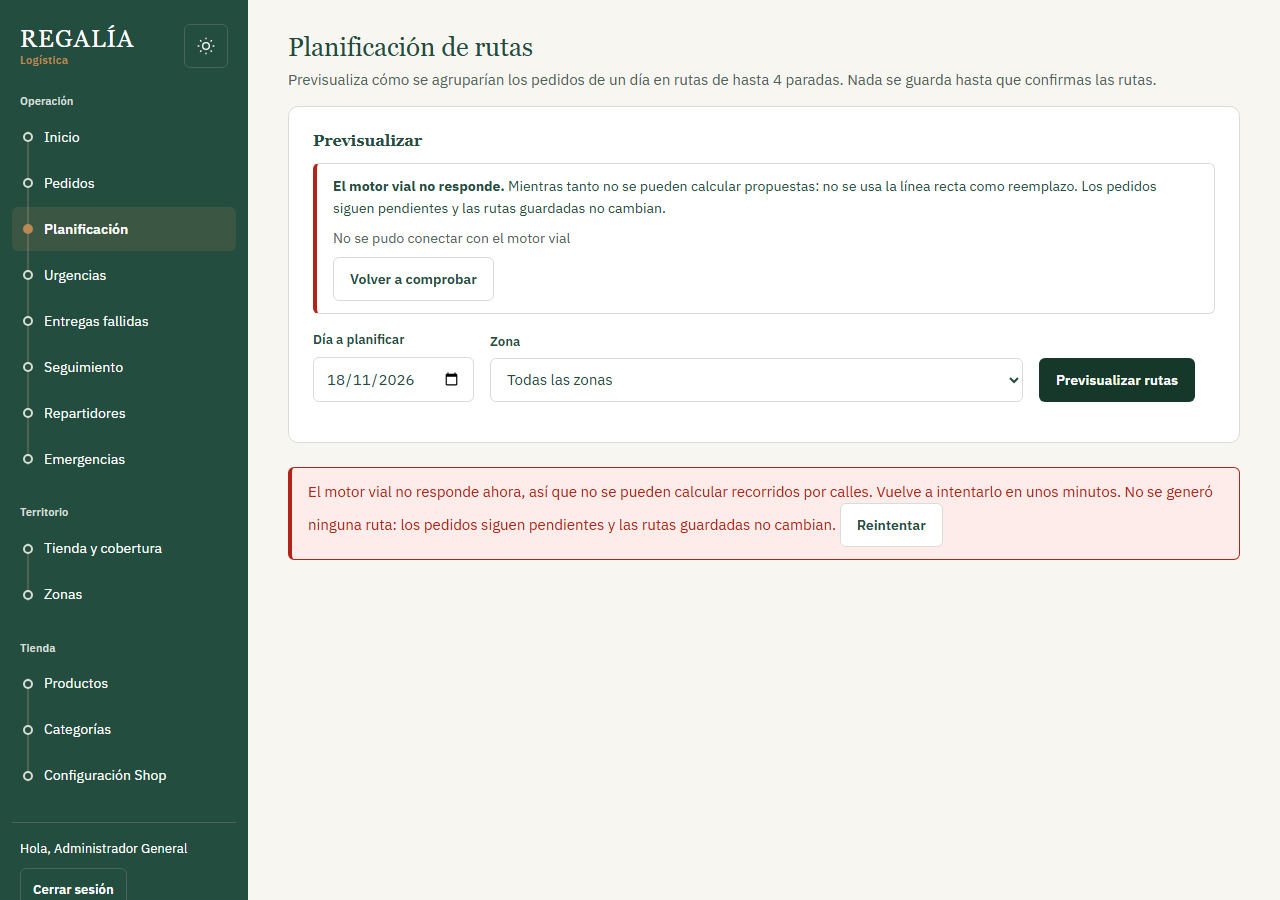 REGALÍA
Logística
Operación
Inicio
Pedidos
Planificación
Urgencias
Entregas fallidas
Seguimiento
Repartidores
Emergencias
Territorio
Tienda y cobertura
Zonas
Tienda
Productos
Categorías
Configuración Shop
Hola, Administrador General
Cerrar sesión
Planificación de rutas
Previsualiza cómo se agruparían los pedidos de un día en rutas de hasta 4 paradas. Nada se guarda hasta que confirmas las rutas.
Previsualizar
El motor vial no responde. Mientras tanto no se pueden calcular propuestas: no se usa la línea recta como reemplazo. Los pedidos
siguen pendientes y las rutas guardadas no cambian.
No se pudo conectar con el motor vial
Volver a comprobar
Día a planificar
18/11/2026
Zona
Todas las zonas
Previsualizar rutas
El motor vial no responde ahora, así que no se pueden calcular recorridos por calles. Vuelve a intentarlo en unos minutos. No se generó
ninguna ruta: los pedidos siguen pendientes y las rutas guardadas no cambian. Reintentar